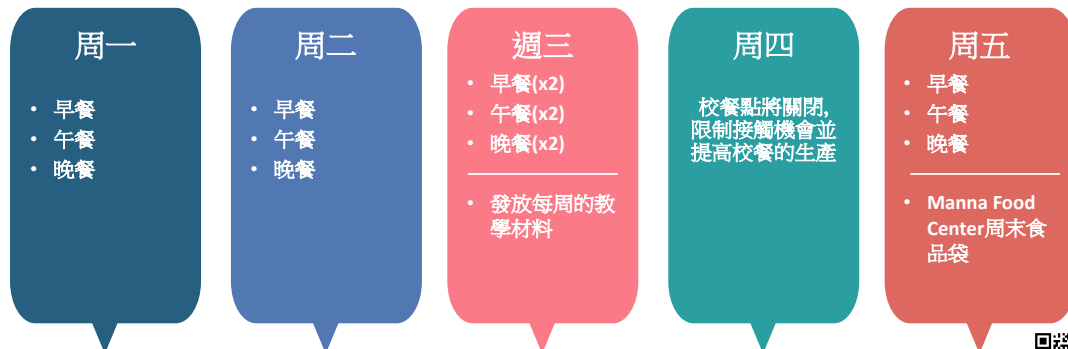 周一
• 早餐
• 午餐
• 晚餐
周二
• 早餐
• 午餐
• 晚餐
週三
• 早餐(x2)
• 午餐(x2)
• 晚餐(x2)
• 發放每周的教
學材料
周四
校餐點將關閉,
限制接觸機會並
提高校餐的生產
周五
• 早餐
• 午餐
• 晚餐
• Manna Food
Center周末食
品袋